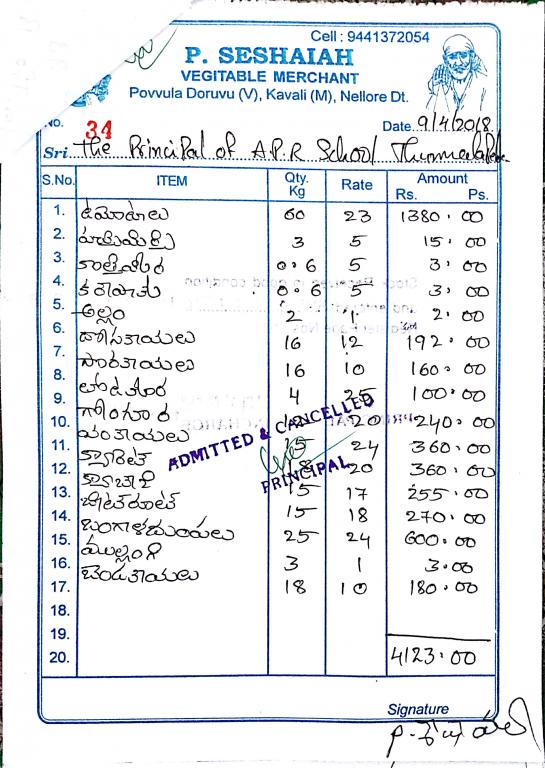 Cell : 9441372054
P. SESHAIAH
VEGITABLE MERCHANT
Povvula Doruvu (V), Kavali (M), Nellore Dt.
No. 34 Date 9/4/2018
Sri The Principal of A.P.R School
S.No. ITEM Qty. Kg Rate Amount Rs. Ps.
1. టమోటాలు 60 23 1380.00
2. పచ్చిమిర్చి 3 5 15.00
3. కొత్తిమీర 0.6 5 3.00
4. కరివేపాకు 0.6 5 3.00
5. అల్లం 2 1 2.00
6. దోసకాయలు 16 12 192.00
7. సొరకాయలు 16 10 160.00
8. తోటకూర 4 25 100.00
9. గోంగూర 12 20 240.00
10. వంకాయలు 15 24 360.00
11. క్యారెట్ 18 20 360.00
12. క్యాబేజీ 15 17 255.00
13. బీట్‌రూట్ 15 18 270.00
14. బంగాళదుంపలు 25 24 600.00
15. ముల్లంగి 3 1 3.00
16. బెండకాయలు 18 10 180.00
17.
18.
19.
20. 4123.00
ADMITTED & CANCELLED
PRINCIPAL
Signature